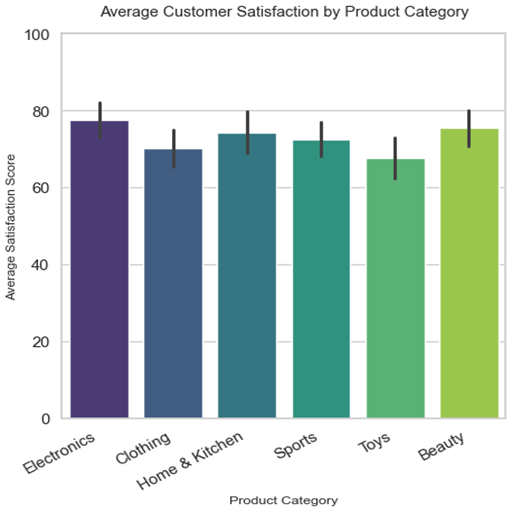 Average Customer Satisfaction by Product Category
100
80
60
40
20
0
Average Satisfaction Score
Electronics
Clothing
Home & Kitchen
Sports
Toys
Beauty
Product Category